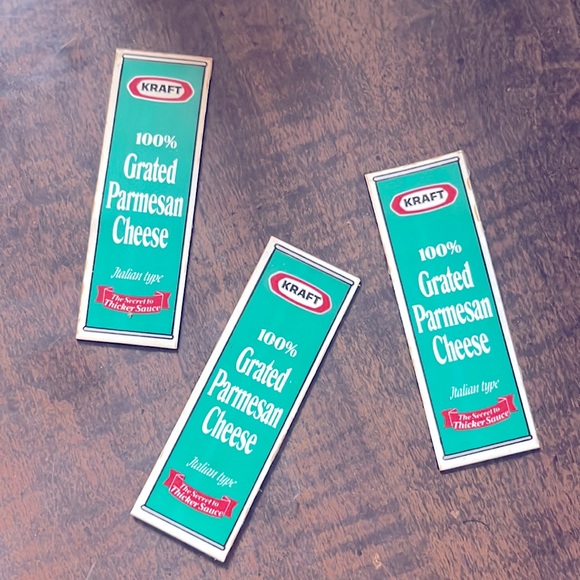 KRAFT
100%
Grated
Parmesan
Cheese
Italian type
The Secret to
Thicker Sauce
KRAFT
100%
Grated
Parmesan
Cheese
Italian type
The Secret to
Thicker Sauce
KRAFT
100%
Grated
Parmesan
Cheese
Italian type
The Secret to
Thicker Sauce